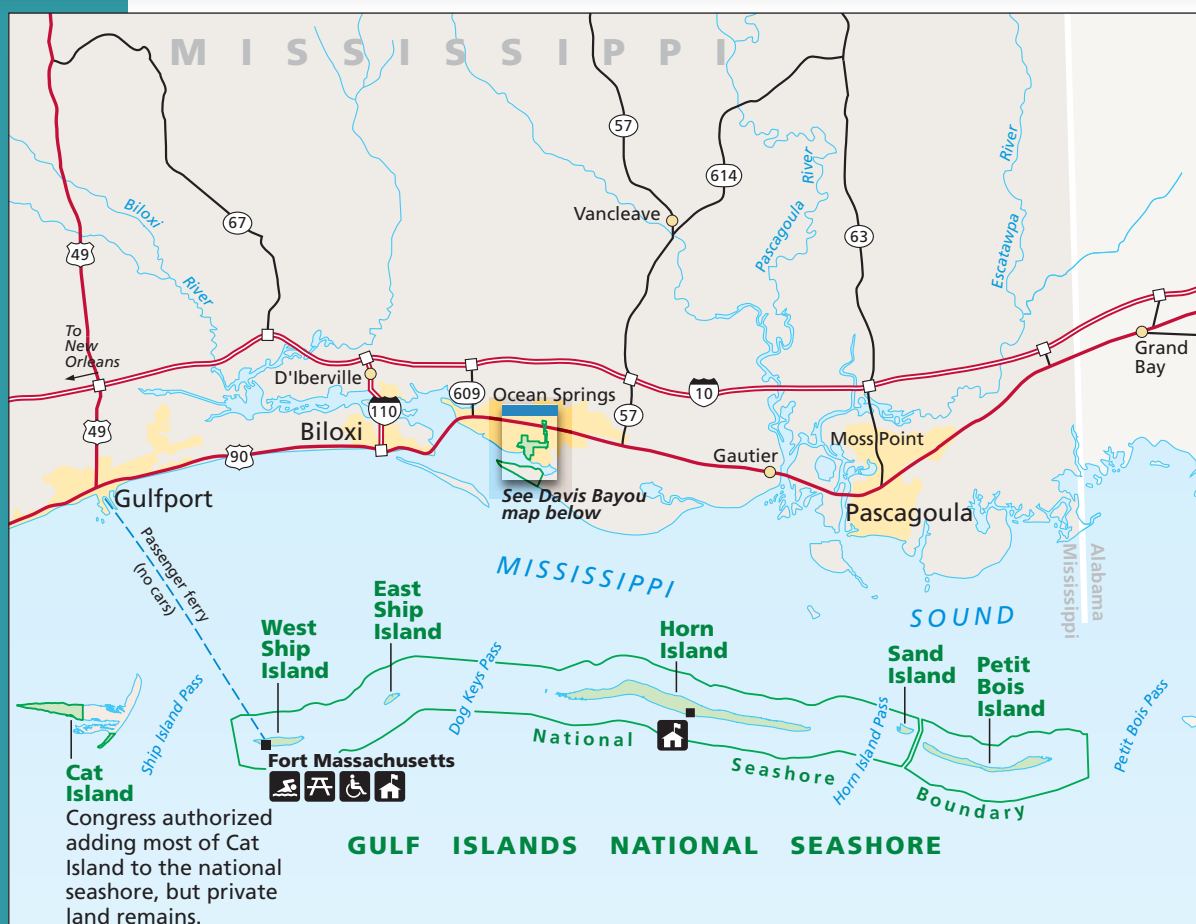 MISSISSIPPI
57
614
River
River
Vancleave
Biloxi
67
63
Pascagoula
Escatawpa
49
River
To
New
Orleans
Grand
Bay
D'Iberville
609
Ocean Springs
10
110
57
49
Biloxi
90
Moss Point
Gautier
Gulfport
See Davis Bayou
map below
Pascagoula
Passenger ferry
(no cars)
MISSISSIPPI
SOUND
Mississippi
Alabama
East
Ship
Island
West
Ship
Island
Horn
Island
Sand
Island
Petit
Bois
Island
Ship Island Pass
Dog Keys Pass
Horn Island Pass
Petit Bois Pass
National
Seashore
Boundary
Fort Massachusetts
Cat
Island
Congress authorized
adding most of Cat
Island to the national
seashore, but private
land remains.
GULF ISLANDS NATIONAL SEASHORE